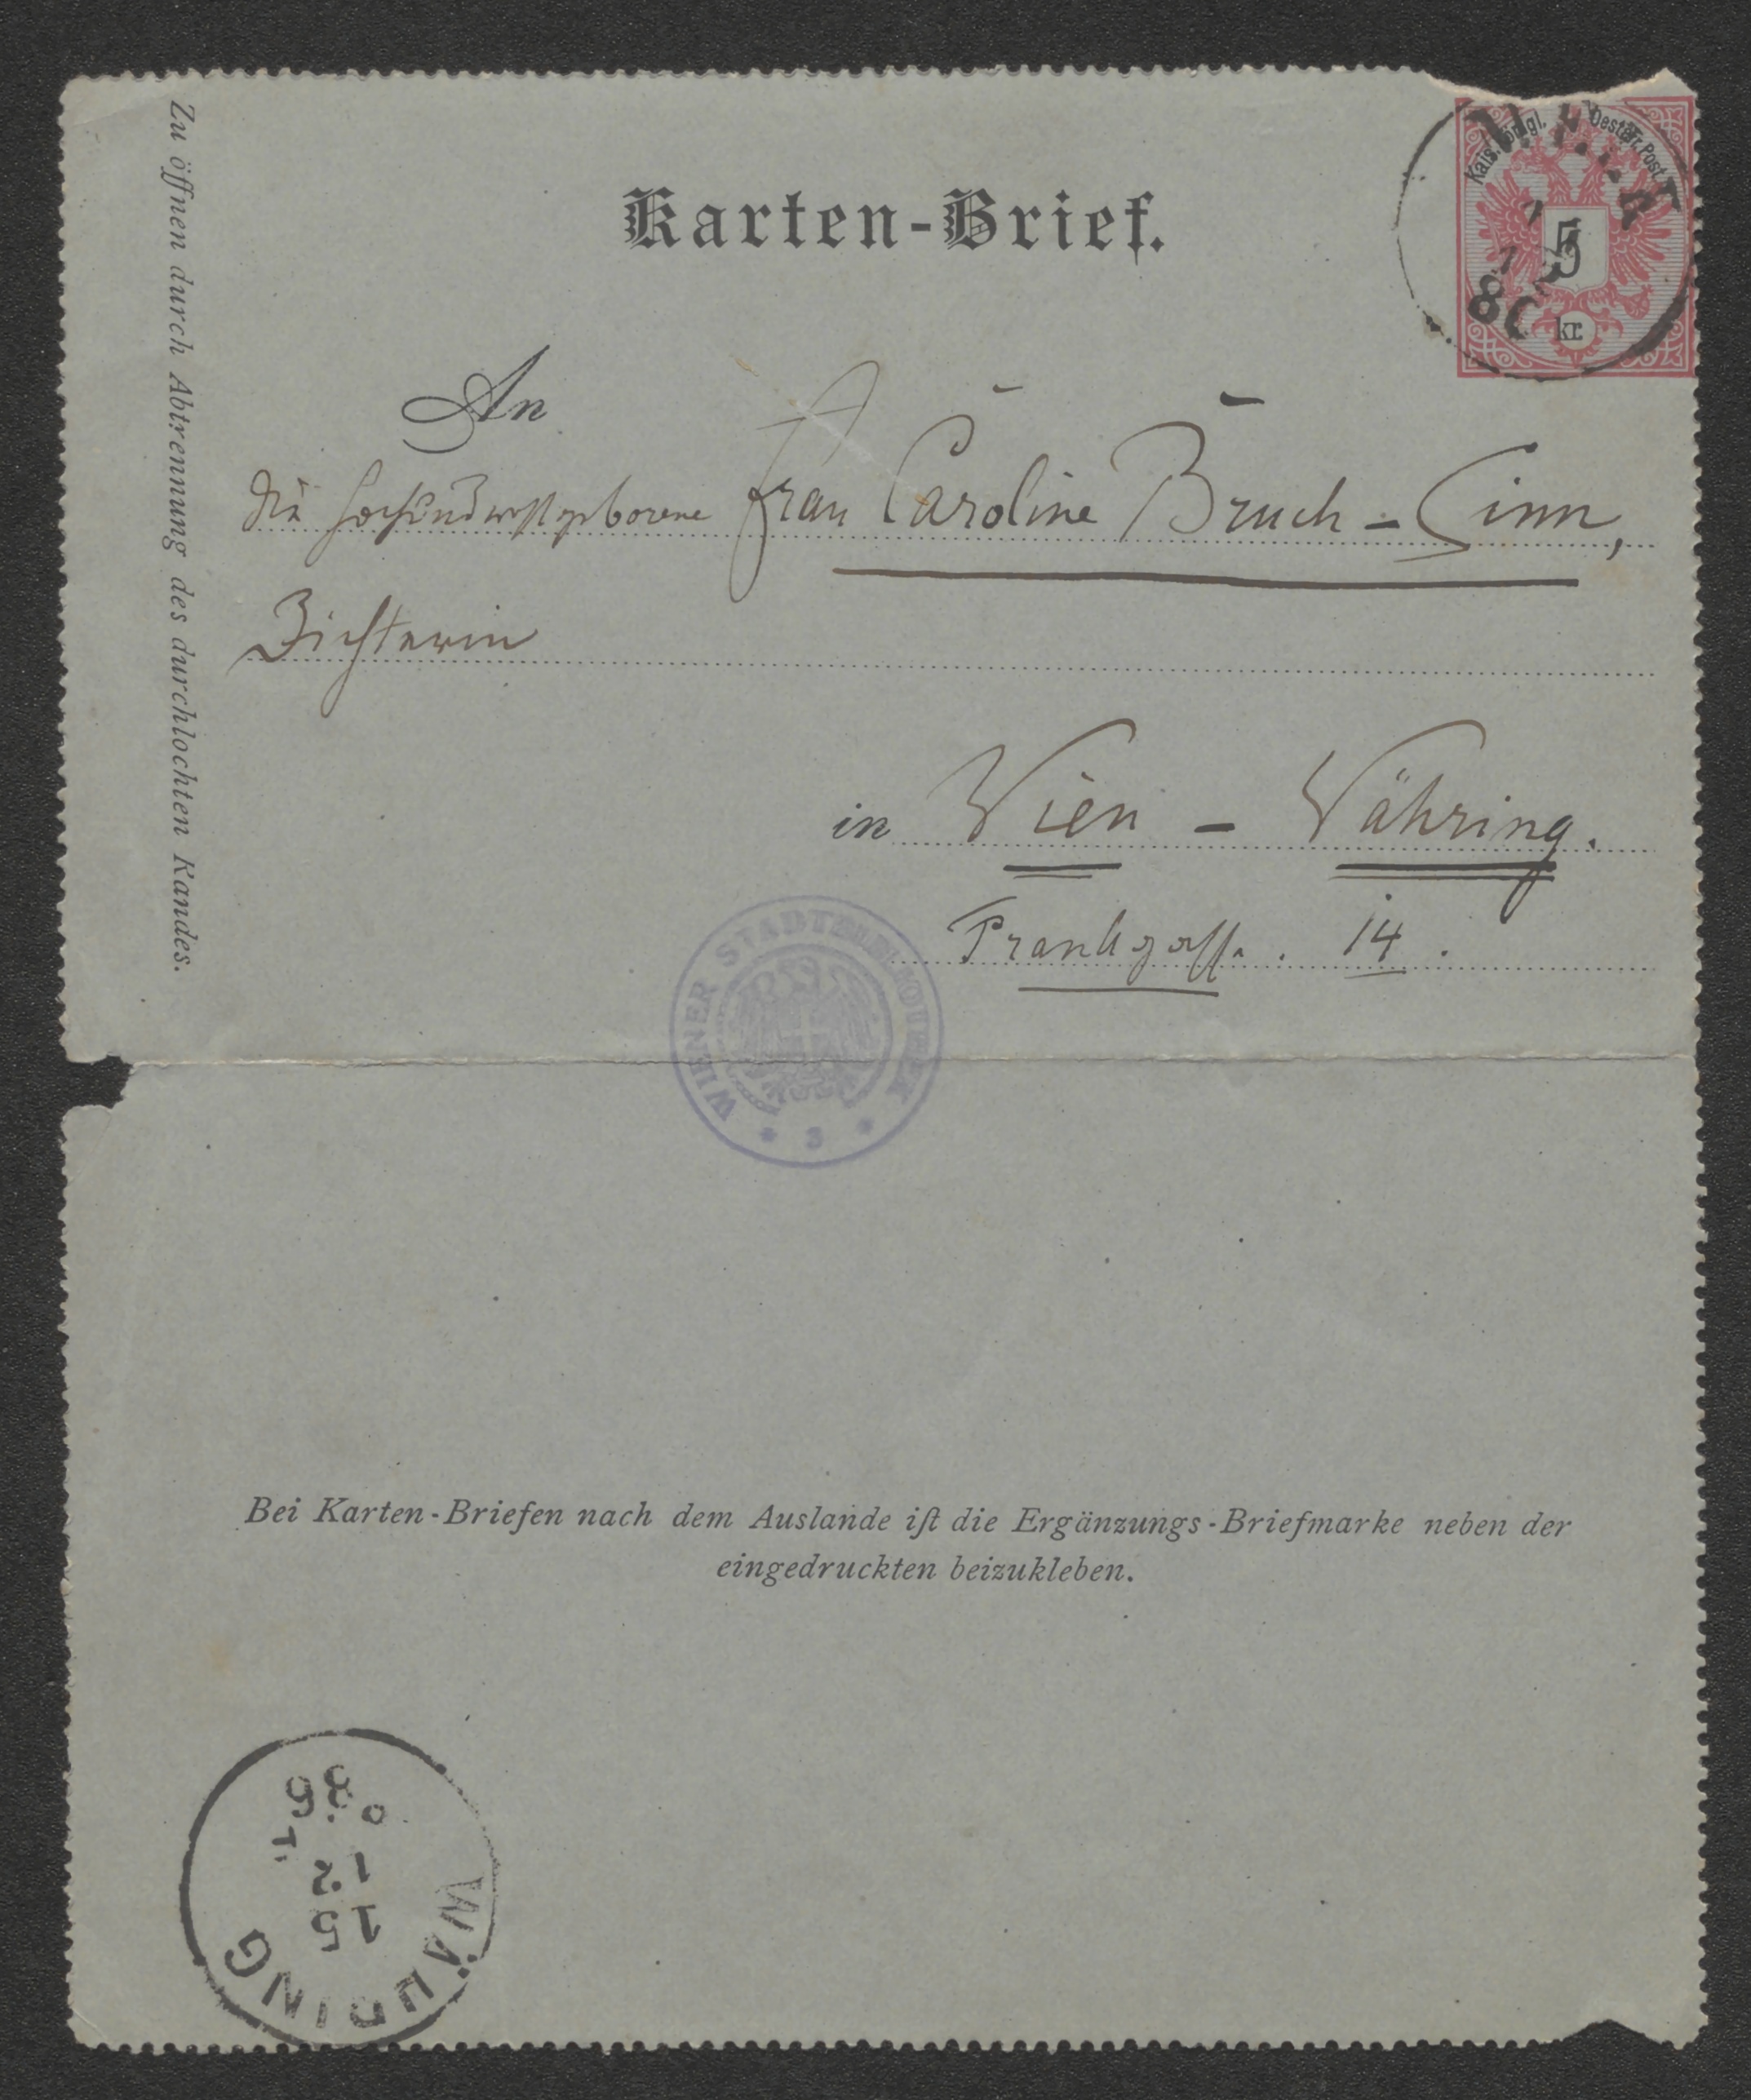 Zu öffnen durch Abtrennung des durchlochten Randes.
Karten-Brief.
Kais. Königl. Oesterr. Post
5
kr.
An
die hochundwohlgeborene Frau Caroline Bruch-Sinn,
Dichterin
in Wien - Währing.
Frankgasse. 14.
WIENER STADTBIBLIOTHEK
* 3 *
Bei Karten-Briefen nach dem Auslande iſt die Ergänzungs-Briefmarke neben der
eingedruckten beizukleben.
WÄHRING
15
12
86